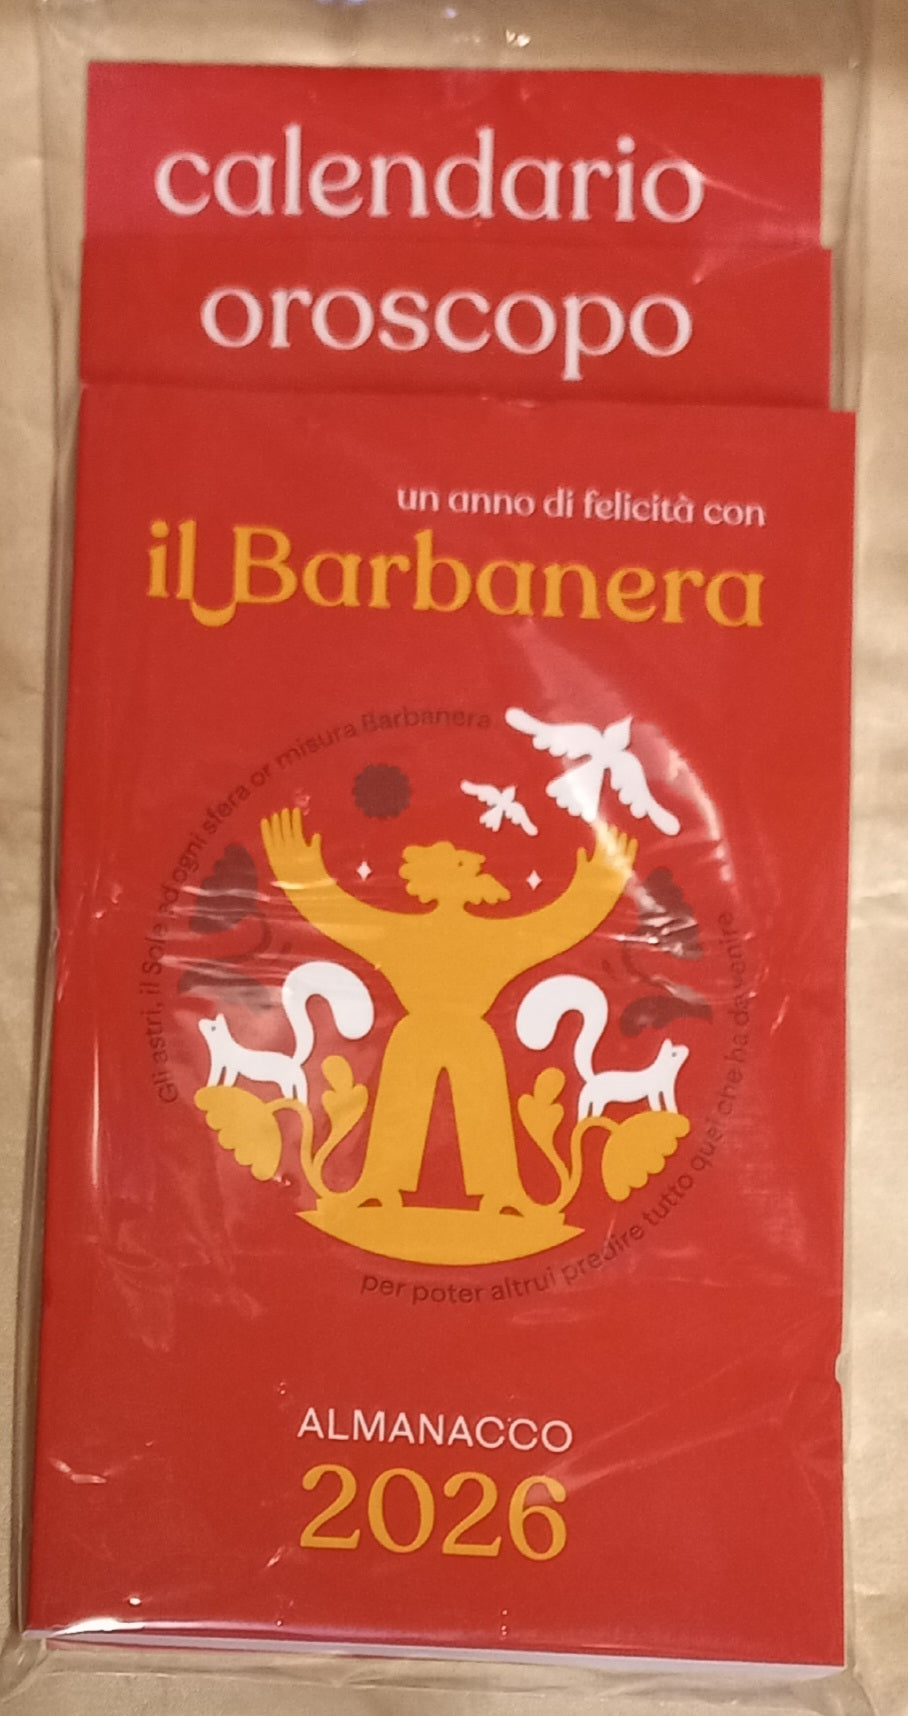 calendario
oroscopo
un anno di felicità con
il Barbanera
Gli astri, il Sole ed ogni sfera or misura Barbanera
per poter altrui predire tutto quel che ha da venire
ALMANACCO
2026